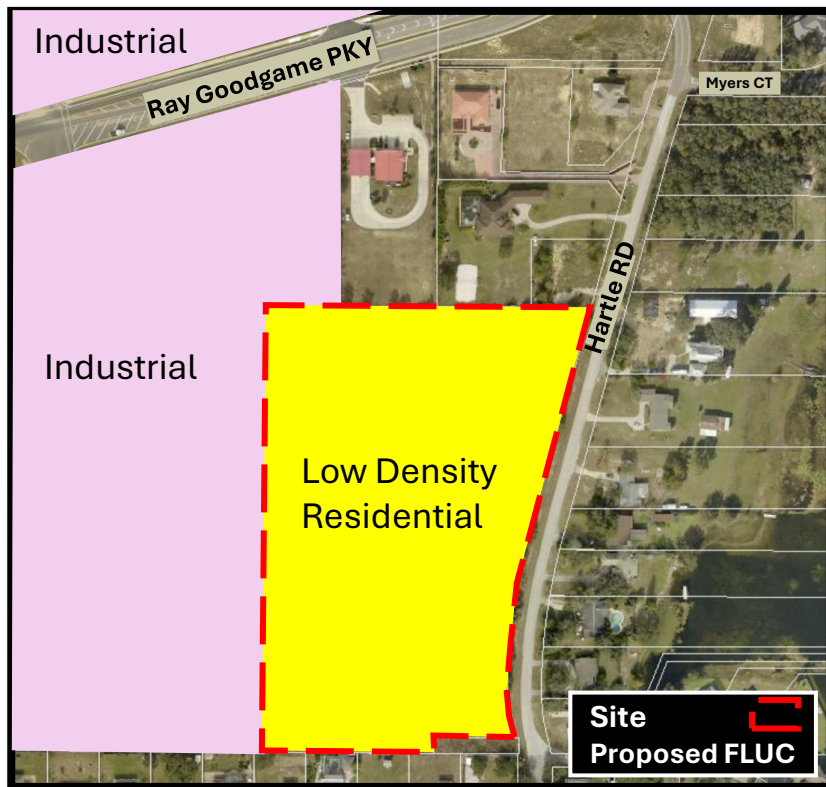 Industrial
Ray Goodgame PKY
Myers CT
Hartle RD
Industrial
Low Density
Residential
Site
Proposed FLUC